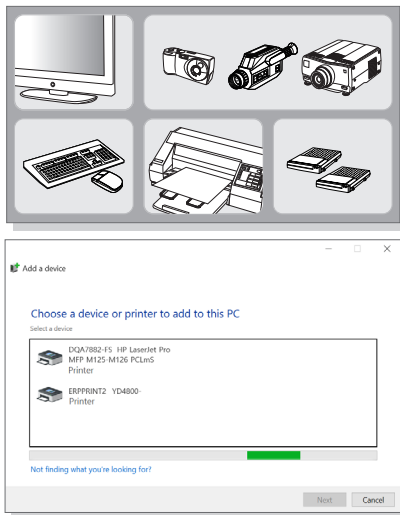 Add a device
Choose a device or printer to add to this PC
Select a device
DQA7882-FS HP LaserJet Pro
MFP M125-M126 PCLmS
Printer
ERPPRINT2 YD4800-
Printer
Not finding what you're looking for?
Next
Cancel